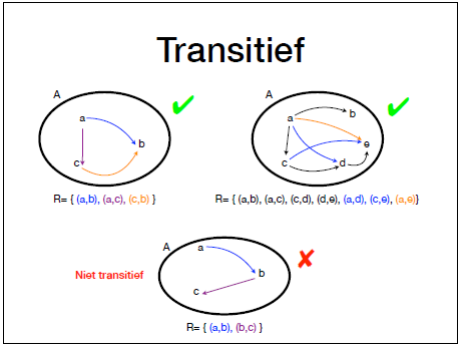 Transitief
A
a
b
c
R= { (a,b), (a,c), (c,b) }
A
a
b
c
d
e
R= { (a,b), (a,c), (c,d), (d,e), (a,d), (c,e), (a,e)}
Niet transitief
A
a
b
c
R= { (a,b), (b,c) }